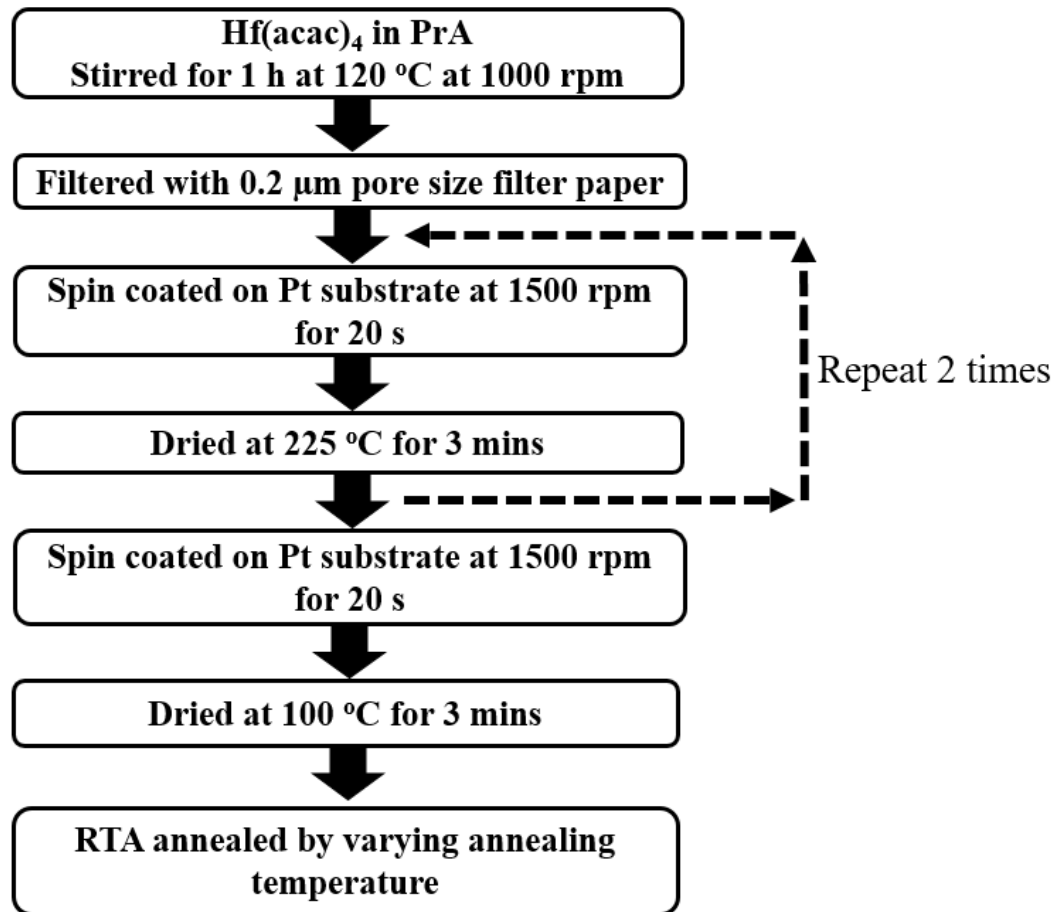 Hf(acac)₄ in PrA
Stirred for 1 h at 120 ºC at 1000 rpm
Filtered with 0.2 µm pore size filter paper
Spin coated on Pt substrate at 1500 rpm
for 20 s
Repeat 2 times
Dried at 225 ºC for 3 mins
Spin coated on Pt substrate at 1500 rpm
for 20 s
Dried at 100 ºC for 3 mins
RTA annealed by varying annealing
temperature